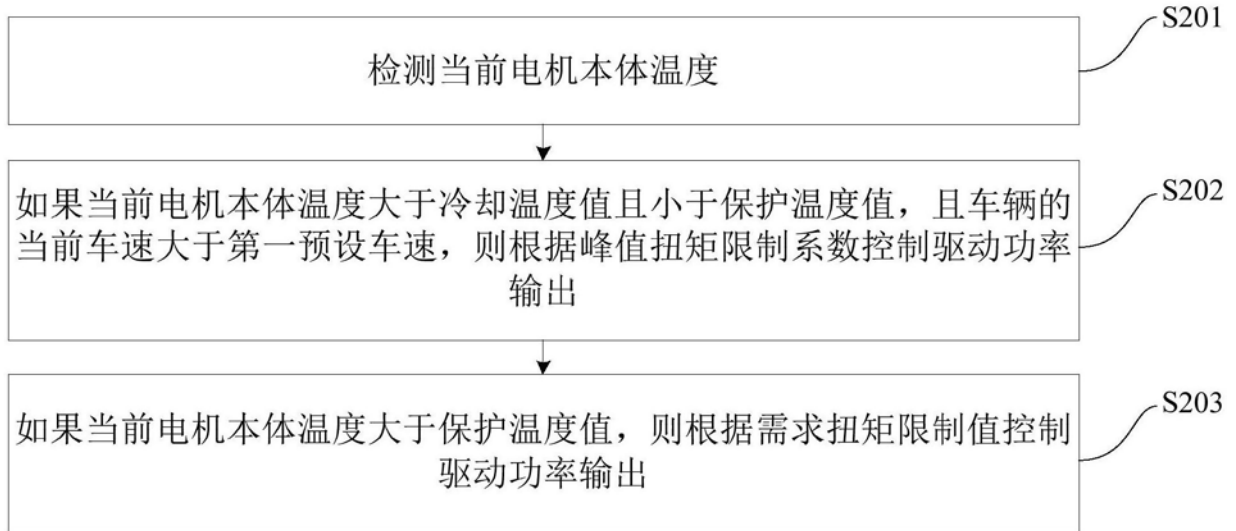 S201
检测当前电机本体温度
S202
如果当前电机本体温度大于冷却温度值且小于保护温度值，且车辆的
当前车速大于第一预设车速，则根据峰值扭矩限制系数控制驱动功率
输出
S203
如果当前电机本体温度大于保护温度值，则根据需求扭矩限制值控制
驱动功率输出